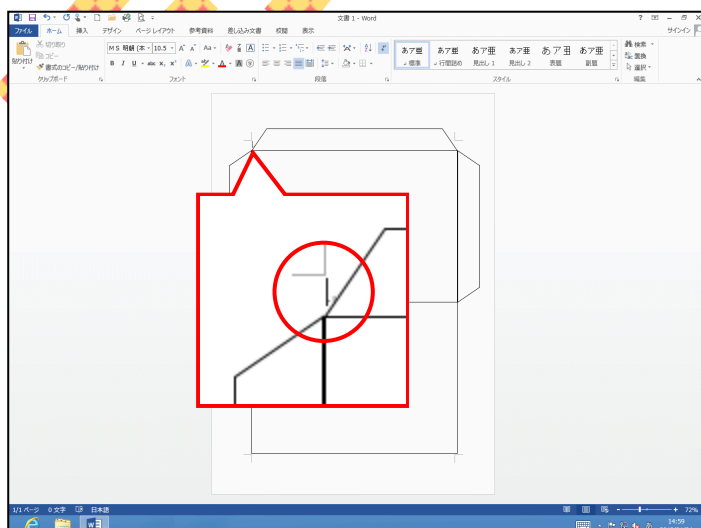 文書 1 - Word
サインイン
ファイル ホーム 挿入 デザイン ページ レイアウト 参考資料 差し込み文書 校閲 表示
切り取り
コピー
書式のコピー/貼り付け
貼り付け
クリップボード
MS 明朝 (本 10.5
フォント
段落
あア亜 あア亜 あア亜 あア亜 あア亜 あア亜
標準 行間詰め 見出し 1 見出し 2 表題 副題
スタイル
検索
置換
選択
編集
1/1 ページ 0 文字 日本語
72%
14:59